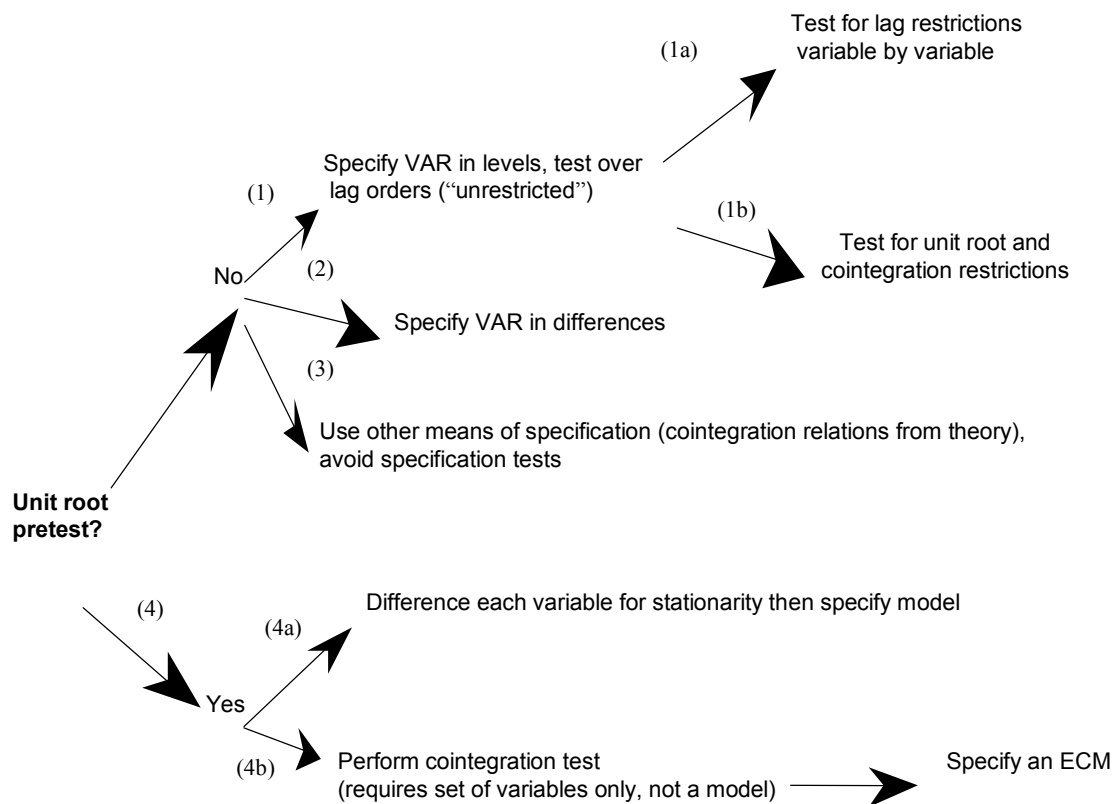 Test for lag restrictions
variable by variable
(1a)
Specify VAR in levels, test over
lag orders (“unrestricted”)
(1)
(1b)
Test for unit root and
cointegration restrictions
No
(2)
Specify VAR in differences
(3)
Use other means of specification (cointegration relations from theory),
avoid specification tests
Unit root
pretest?
(4)
Difference each variable for stationarity then specify model
(4a)
Yes
(4b)
Perform cointegration test
(requires set of variables only, not a model)
Specify an ECM